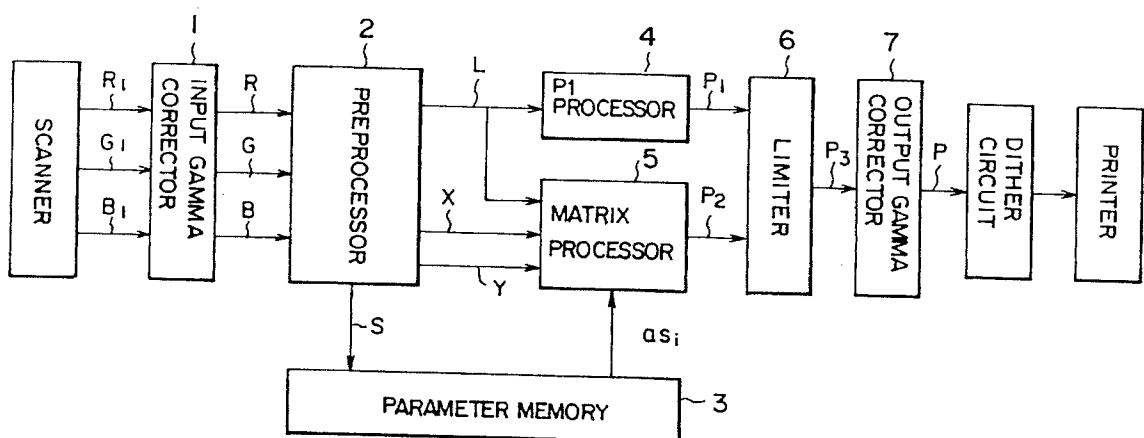 1
2
4
6
7
SCANNER
R1
G1
B1
INPUT GAMMA
CORRECTOR
R
G
B
PREPROCESSOR
L
X
Y
S
P1
PROCESSOR
P1
5
MATRIX
PROCESSOR
P2
asi
LIMITER
P3
OUTPUT GAMMA
CORRECTOR
P
DITHER
CIRCUIT
PRINTER
PARAMETER MEMORY
3